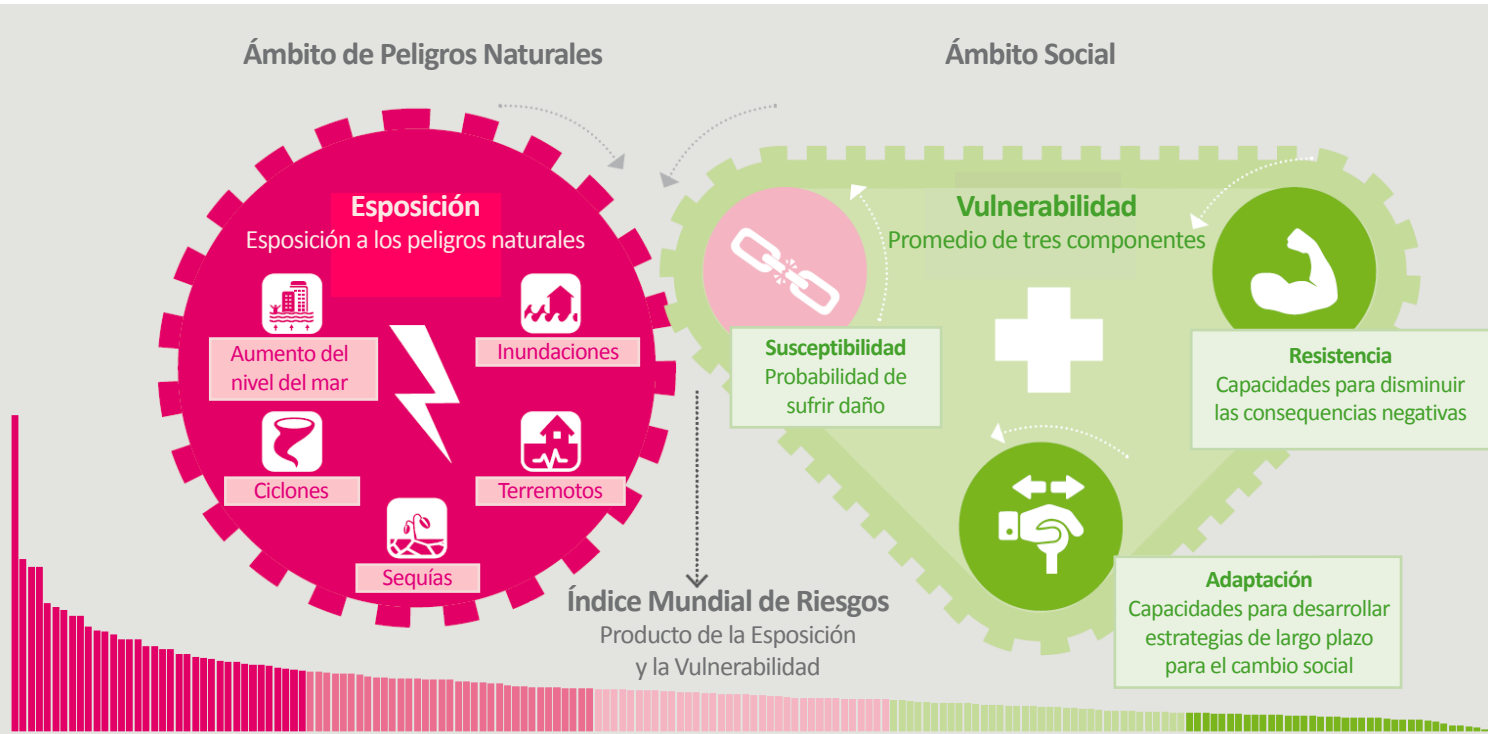 Ámbito de Peligros Naturales
Ámbito Social
Esposición
Esposición a los peligros naturales
Aumento del
nivel del mar
Inundaciones
Ciclones
Terremotos
Sequías
Vulnerabilidad
Promedio de tres componentes
Susceptibilidad
Probabilidad de
sufrir daño
Resistencia
Capacidades para disminuir
las consequencias negativas
Adaptación
Capacidades para desarrollar
estrategias de largo plazo
para el cambio social
Índice Mundial de Riesgos
Producto de la Esposición
y la Vulnerabilidad